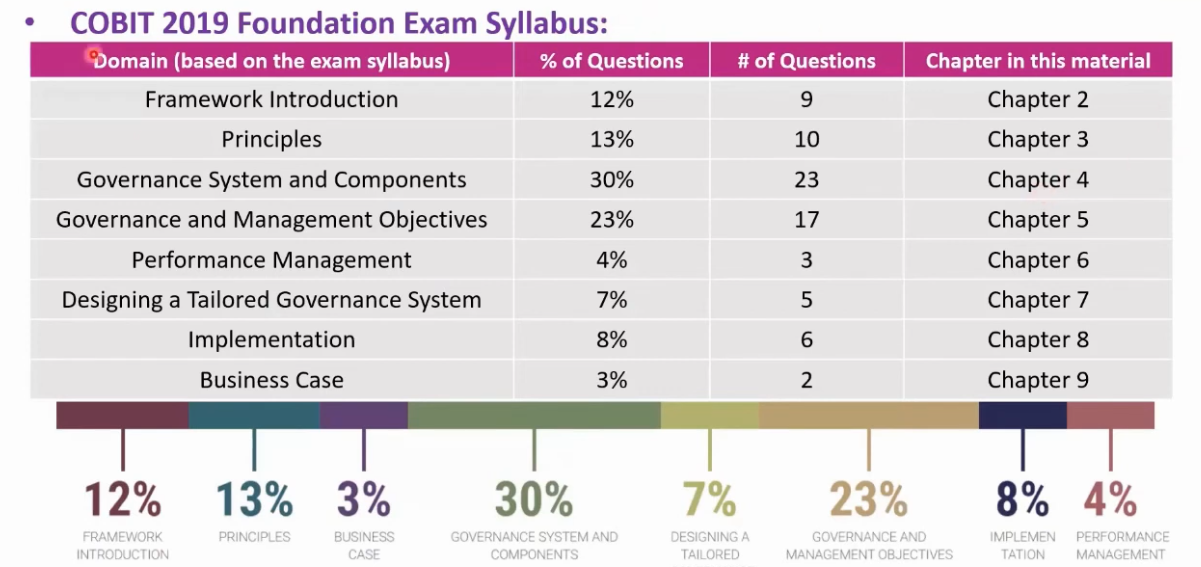 • COBIT 2019 Foundation Exam Syllabus:
Domain (based on the exam syllabus) % of Questions # of Questions Chapter in this material
Framework Introduction 12% 9 Chapter 2
Principles 13% 10 Chapter 3
Governance System and Components 30% 23 Chapter 4
Governance and Management Objectives 23% 17 Chapter 5
Performance Management 4% 3 Chapter 6
Designing a Tailored Governance System 7% 5 Chapter 7
Implementation 8% 6 Chapter 8
Business Case 3% 2 Chapter 9
12% 13% 3% 30% 7% 23% 8% 4%
FRAMEWORK PRINCIPLES BUSINESS GOVERNANCE SYSTEM AND DESIGNING A GOVERNANCE AND IMPLEMEN PERFORMANCE
INTRODUCTION CASE COMPONENTS TAILORED MANAGEMENT OBJECTIVES TATION MANAGEMENT